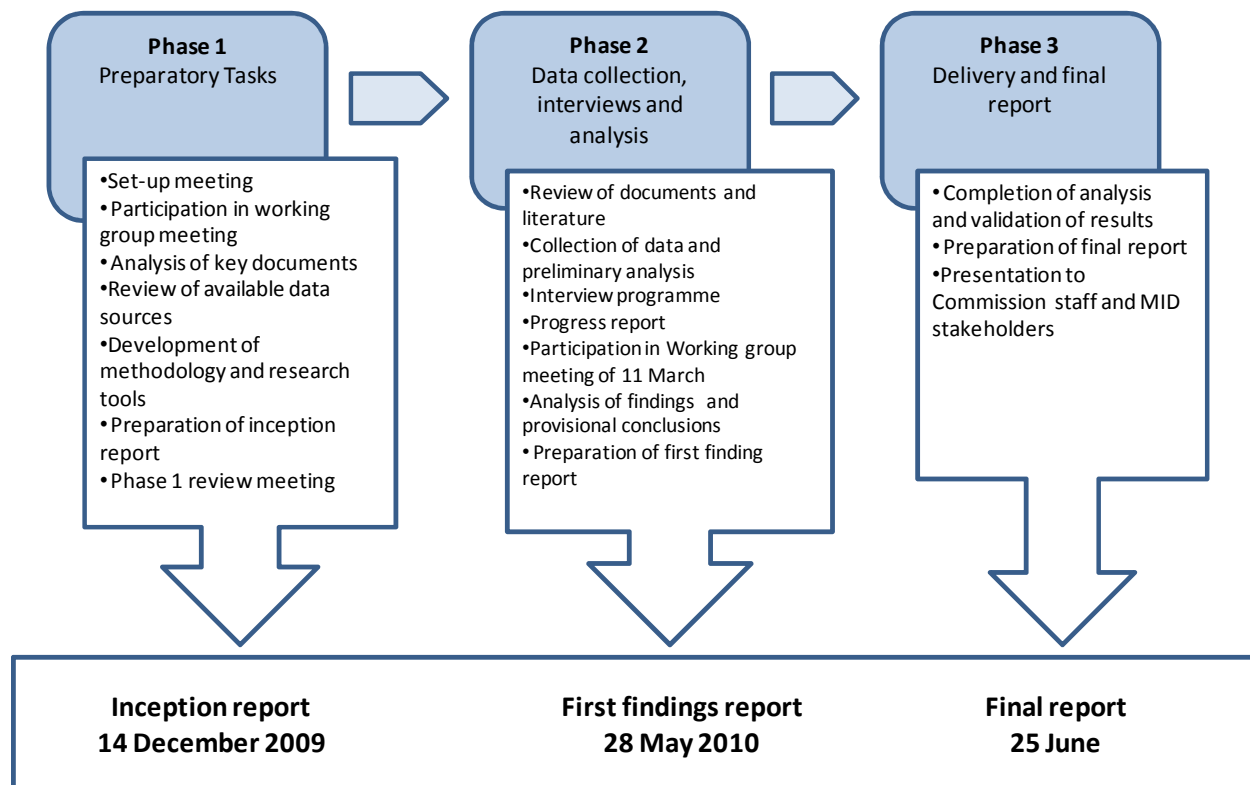 Phase 1
Preparatory Tasks
•Set-up meeting
•Participation in working
group meeting
•Analysis of key documents
•Review of available data
sources
•Development of
methodology and research
tools
•Preparation of inception
report
•Phase 1 review meeting
Phase 2
Data collection,
interviews and
analysis
•Review of documents and
literature
•Collection of data and
preliminary analysis
•Interview programme
•Progress report
•Participation in Working group
meeting of 11 March
•Analysis of findings and
provisional conclusions
• Preparation of first finding
report
Phase 3
Delivery and final
report
•Completion of analysis
and validation of results
•Preparation of final report
•Presentation to
Commission staff and MID
stakeholders
Inception report
14 December 2009
First findings report
28 May 2010
Final report
25 June